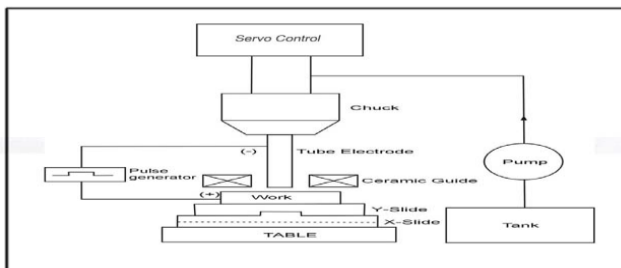 Servo Control
Chuck
(-)
Tube Electrode
Pulse
generator
Ceramic Guide
Pump
(+)
Work
Y-Slide
X-Slide
Tank
TABLE